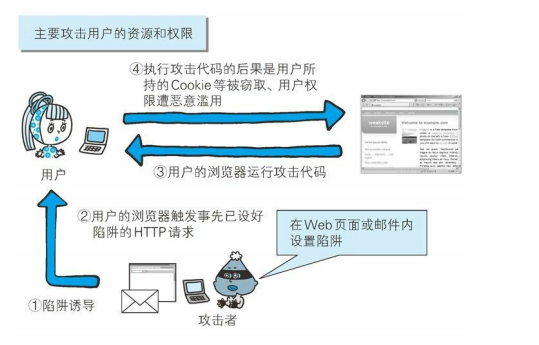 主要攻击用户的资源和权限
④执行攻击代码的后果是用户所
持的Cookie等被窃取、用户权
限遭恶意滥用
Welcome to example.com
③用户的浏览器运行攻击代码
用户
②用户的浏览器触发事先已设好
陷阱的HTTP请求
在Web页面或邮件内
设置陷阱
①陷阱诱导
攻击者